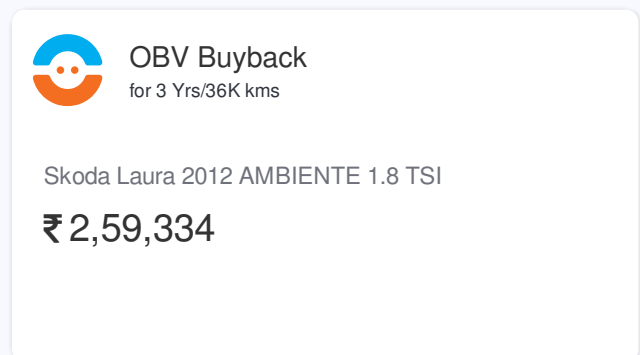 OBV Buyback
for 3 Yrs/36K kms
Skoda Laura 2012 AMBIENTE 1.8 TSI
₹ 2,59,334